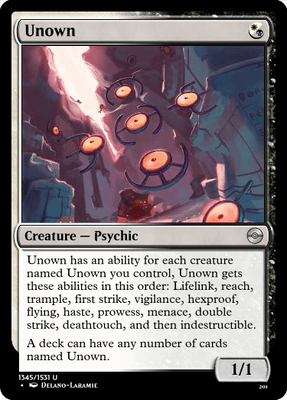 Unown
Creature — Psychic
Unown has an ability for each creature
named Unown you control, Unown gets
these abilities in this order: Lifelink, reach,
trample, first strike, vigilance, hexproof,
flying, haste, prowess, menace, double
strike, deathtouch, and then indestructible.
A deck can have any number of cards
named Unown.
1/1
1345/1531 U
Delano-Laramie